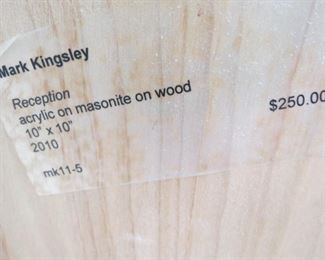 Mark Kingsley
Reception
acrylic on masonite on wood
10" x 10"
$250.00
2010
mk11-5